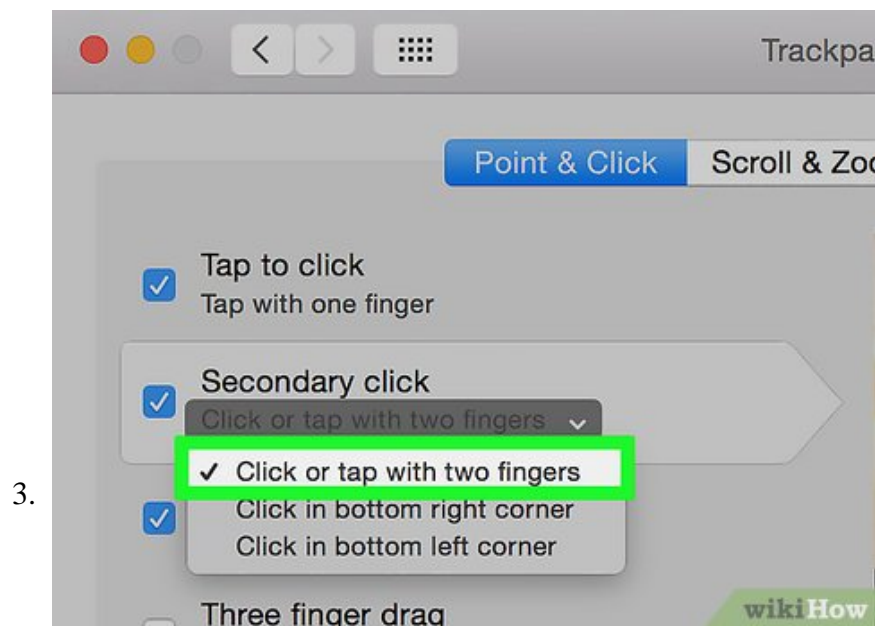 Trackpa
Point & Click
Scroll & Zoo
Tap to click
Tap with one finger
Secondary click
Click or tap with two fingers
✓ Click or tap with two fingers
3.
Click in bottom right corner
Click in bottom left corner
Three finger drag
wikiHow